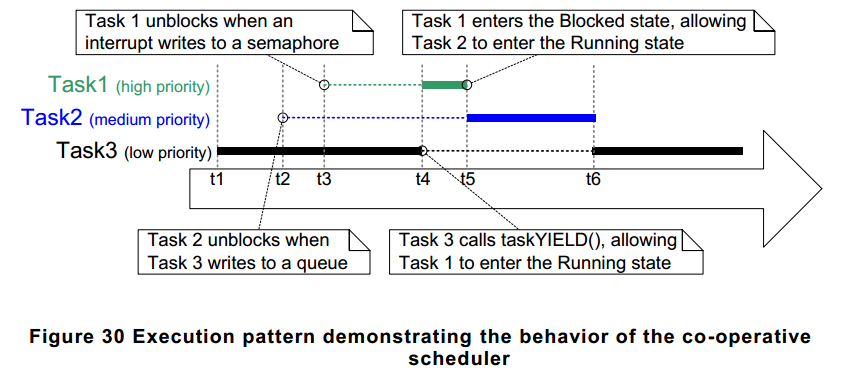 Task 1 unblocks when an
interrupt writes to a semaphore
Task 1 enters the Blocked state, allowing
Task 2 to enter the Running state
Task1 (high priority)
Task2 (medium priority)
Task3 (low priority)
t1 t2 t3 t4 t5 t6
Task 2 unblocks when
Task 3 writes to a queue
Task 3 calls taskYIELD(), allowing
Task 1 to enter the Running state
Figure 30 Execution pattern demonstrating the behavior of the co-operative
scheduler